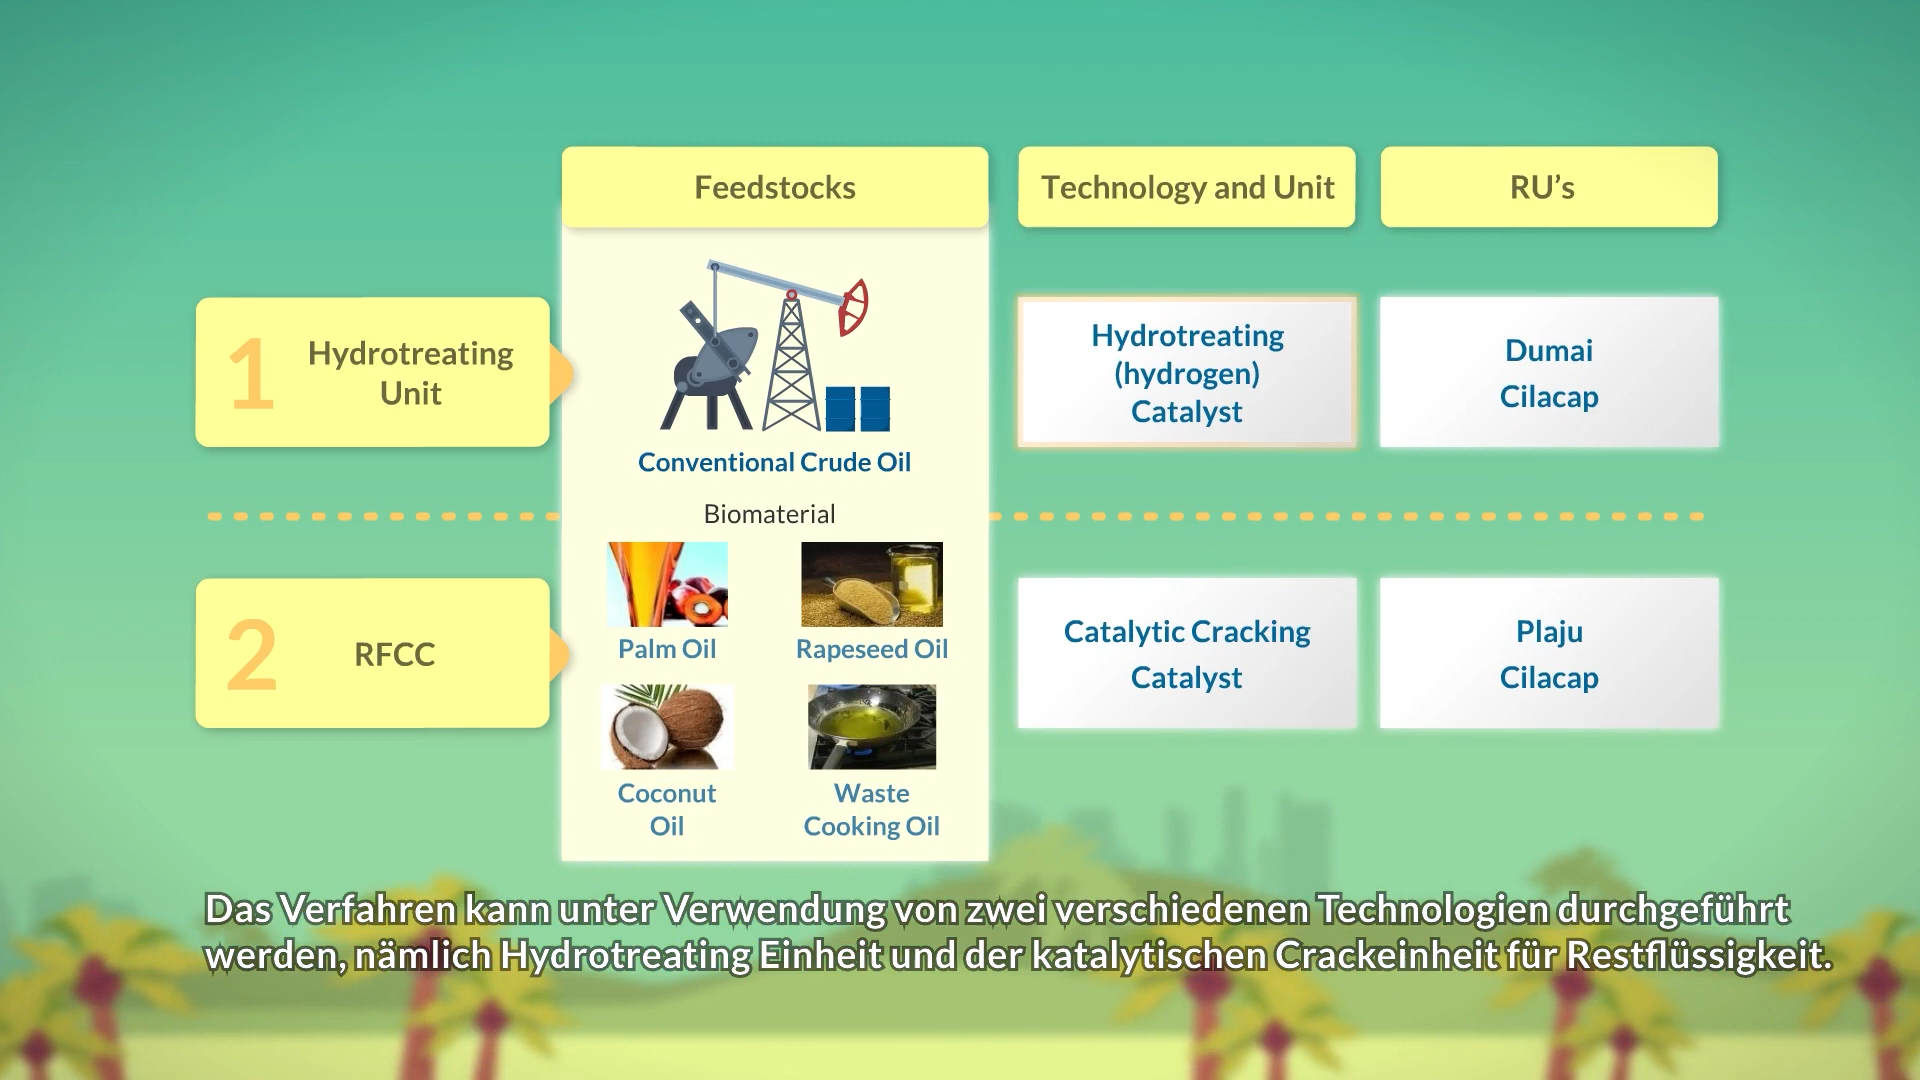 Feedstocks
Technology and Unit
RU's
1
Hydrotreating
Unit
Conventional Crude Oil
Hydrotreating
(hydrogen)
Catalyst
Dumai
Cilacap
Biomaterial
2
RFCC
Palm Oil
Rapeseed Oil
Coconut
Oil
Waste
Cooking Oil
Catalytic Cracking
Catalyst
Plaju
Cilacap
Das Verfahren kann unter Verwendung von zwei verschiedenen Technologien durchgeführt
werden, nämlich Hydrotreating Einheit und der katalytischen Crackeinheit für Restflüssigkeit.